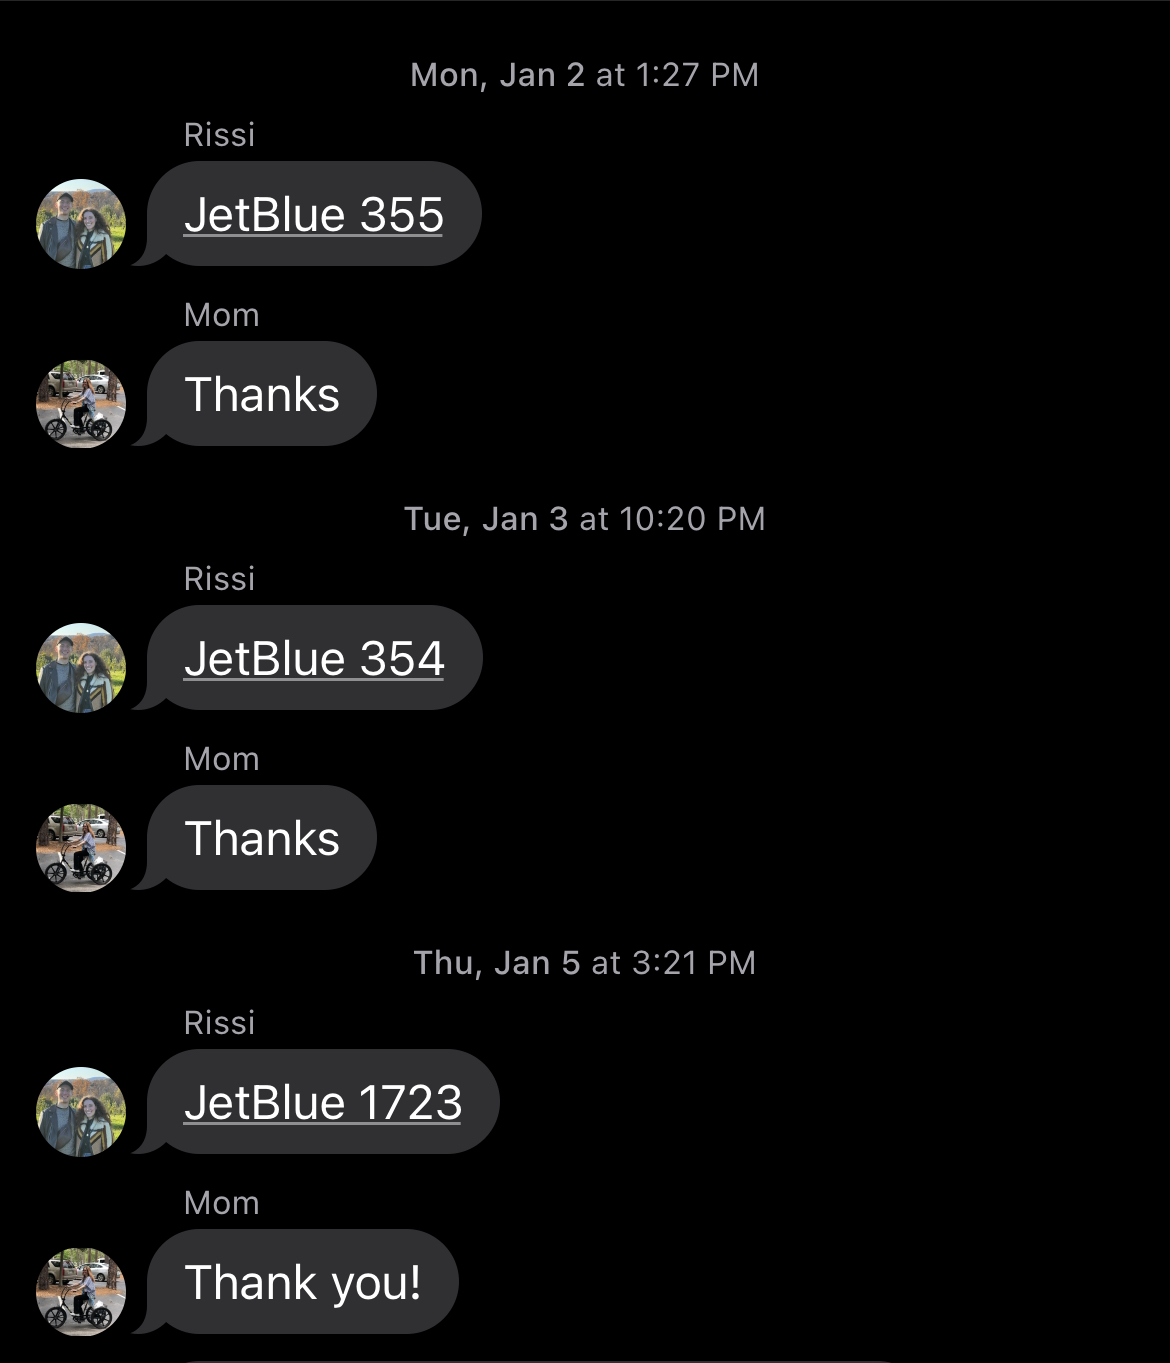 Mon, Jan 2 at 1:27 PM
Rissi
JetBlue 355
Mom
Thanks
Tue, Jan 3 at 10:20 PM
Rissi
JetBlue 354
Mom
Thanks
Thu, Jan 5 at 3:21 PM
Rissi
JetBlue 1723
Mom
Thank you!